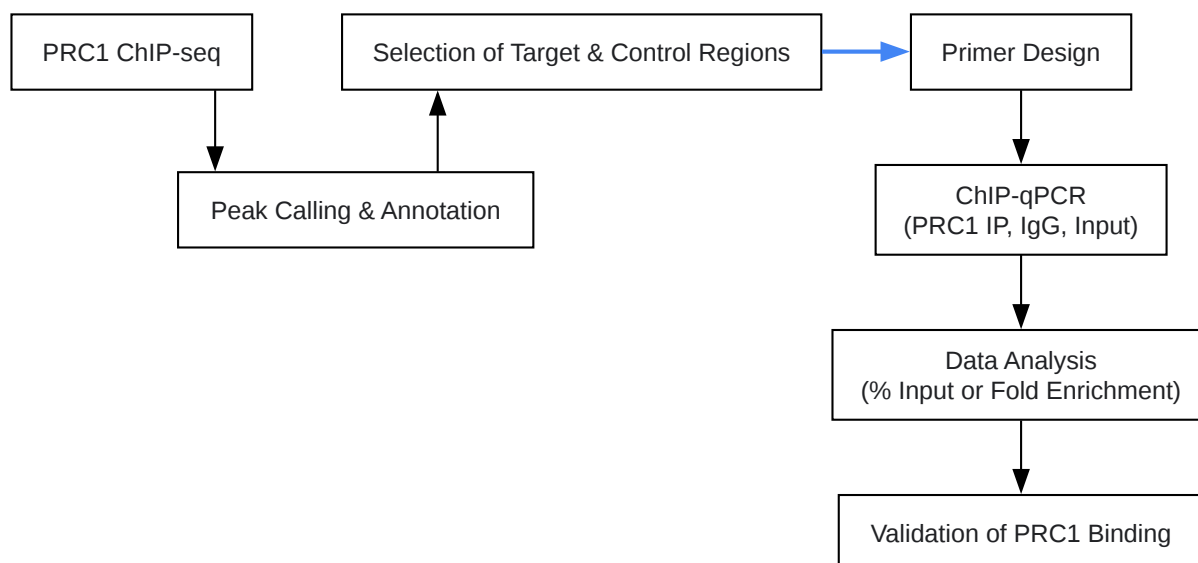 PRC1 ChIP-seq
Selection of Target & Control Regions
Primer Design
Peak Calling & Annotation
ChIP-qPCR
(PRC1 IP, IgG, Input)
Data Analysis
(% Input or Fold Enrichment)
Validation of PRC1 Binding